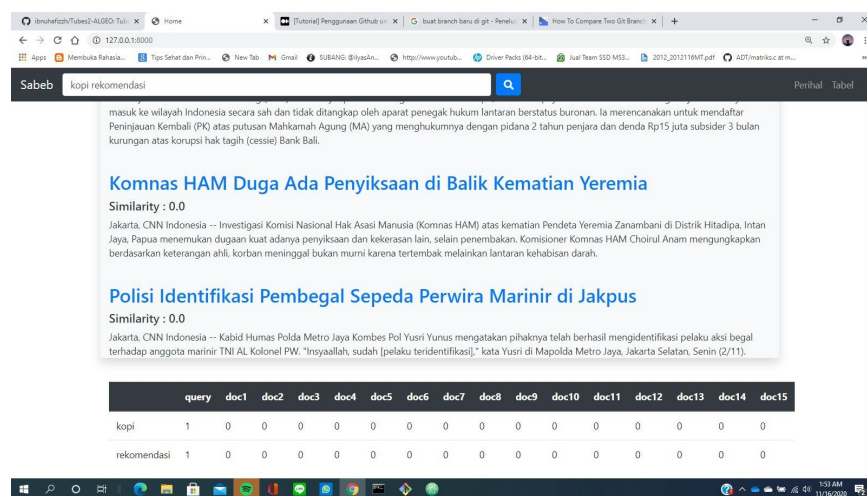 ibnuhafizh/Tubes2-ALGEO: Tub
Home
[Tutorial] Penggunaan Github un
buat branch baru di git - Penelu
How To Compare Two Git Branch
127.0.0.1:8000
Apps
Membuka Rahasia...
Tips Sehat dan Prin...
New Tab
Gmail
SUBANG: @ilyasAn...
http://www.youtub...
Driver Packs (64-bit...
Jual Team SSD MS3...
2012_2012116MT.pdf
ADT/matriks.c at m...
Sabeb
kopi rekomendasi
Perihal
Tabel
masuk ke wilayah Indonesia secara sah dan tidak ditangkap oleh aparat penegak hukum lantaran berstatus buronan. Ia merencanakan untuk mendaftar
Peninjauan Kembali (PK) atas putusan Mahkamah Agung (MA) yang menghukumnya dengan pidana 2 tahun penjara dan denda Rp15 juta subsider 3 bulan
kurungan atas korupsi hak tagih (cessie) Bank Bali.
Komnas HAM Duga Ada Penyiksaan di Balik Kematian Yeremia
Similarity : 0.0
Jakarta, CNN Indonesia -- Investigasi Komisi Nasional Hak Asasi Manusia (Komnas HAM) atas kematian Pendeta Yeremia Zanambani di Distrik Hitadipa, Intan
Jaya, Papua menemukan dugaan kuat adanya penyiksaan dan kekerasan lain, selain penembakan. Komisioner Komnas HAM Choirul Anam mengungkapkan
berdasarkan keterangan ahli, korban meninggal bukan murni karena tertembak melainkan lantaran kehabisan darah.
Polisi Identifikasi Pembegal Sepeda Perwira Marinir di Jakpus
Similarity : 0.0
Jakarta, CNN Indonesia -- Kabid Humas Polda Metro Jaya Kombes Pol Yusri Yunus mengatakan pihaknya telah berhasil mengidentifikasi pelaku aksi begal
terhadap anggota marinir TNI AL Kolonel PW. "Insyaallah, sudah [pelaku teridentifikasi]," kata Yusri di Mapolda Metro Jaya, Jakarta Selatan, Senin (2/11).
query doc1 doc2 doc3 doc4 doc5 doc6 doc7 doc8 doc9 doc10 doc11 doc12 doc13 doc14 doc15
kopi 1 0 0 0 0 0 0 0 0 0 0 0 0 0 0 0
rekomendasi 1 0 0 0 0 0 0 0 0 0 0 0 0 0 0 0
1:53 AM
11/16/2020